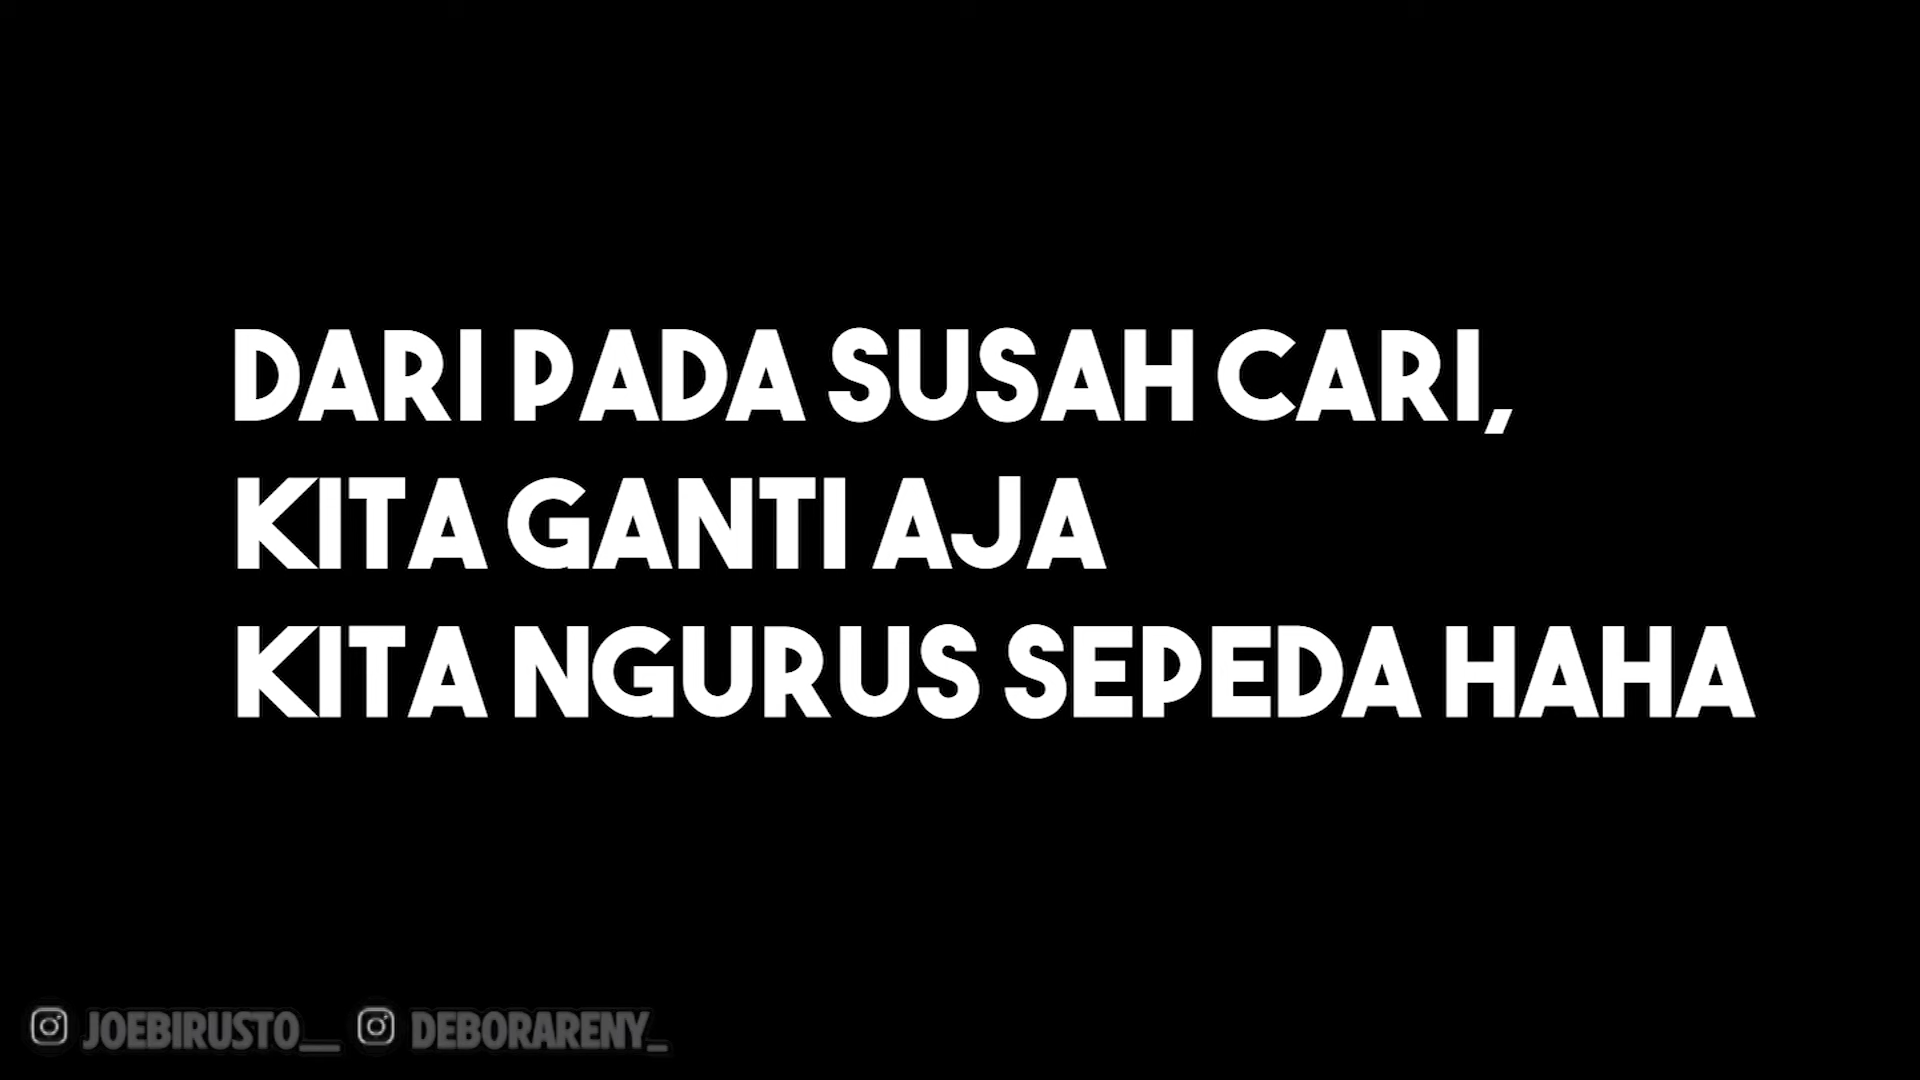 DARI PADA SUSAH CARI,
KITA GANTI AJA
KITA NGURUS SEPEDA HAHA
JOEBIRUSTO__ DEBORARENY_